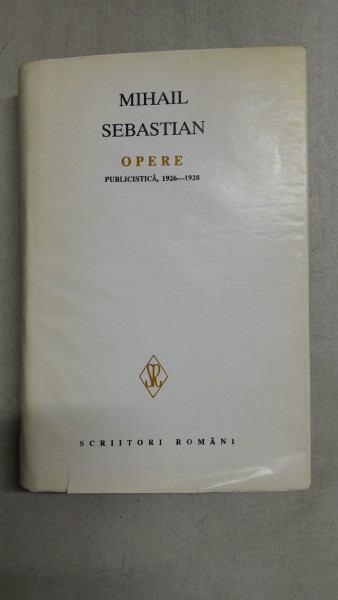 MIHAIL
SEBASTIAN
OPERE
PUBLICISTICĂ, 1926—1928
SCRIITORI ROMÂNI